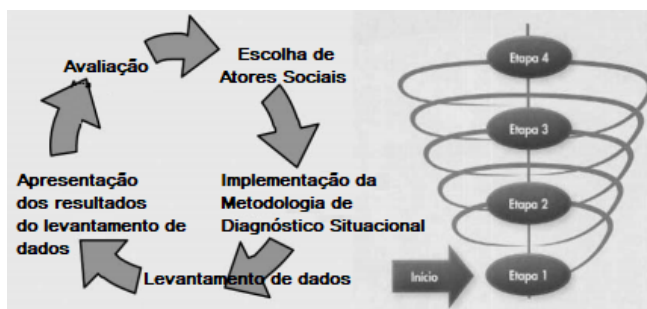 Avaliação
Escolha de
Atores Sociais
Implementação da
Metodologia de
Diagnóstico Situacional
Levantamento de dados
Apresentação
dos resultados
do levantamento de
dados
Etapa 4
Etapa 3
Etapa 2
Etapa 1
Início